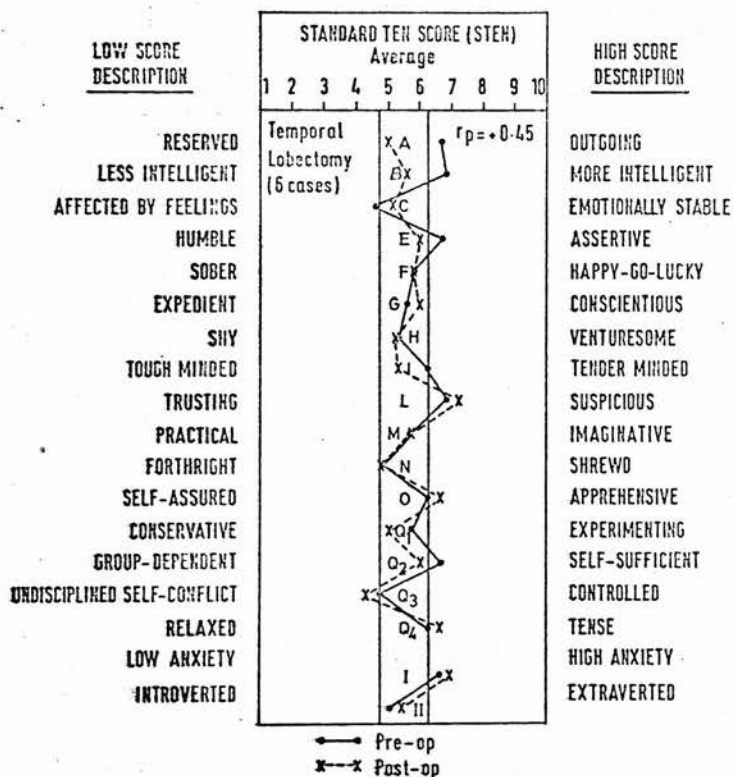 STANDARD TEN SCORE (STEN)
LOW SCORE Average HIGH SCORE
DESCRIPTION DESCRIPTION
1 2 3 4 5 6 7 8 9 10
Temporal rp = +0.45
RESERVED A OUTGOING
Lobectomy
LESS INTELLIGENT B MORE INTELLIGENT
(6 cases)
AFFECTED BY FEELINGS C EMOTIONALLY STABLE
HUMBLE E ASSERTIVE
SOBER F HAPPY-GO-LUCKY
EXPEDIENT G CONSCIENTIOUS
SHY H VENTURESOME
TOUGH MINDED I TENDER MINDED
TRUSTING L SUSPICIOUS
PRACTICAL M IMAGINATIVE
FORTHRIGHT N SHREWD
SELF-ASSURED O APPREHENSIVE
CONSERVATIVE Q1 EXPERIMENTING
GROUP-DEPENDENT Q2 SELF-SUFFICIENT
UNDISCIPLINED SELF-CONFLICT Q3 CONTROLLED
RELAXED Q4 TENSE
LOW ANXIETY HIGH ANXIETY
I
INTROVERTED EXTRAVERTED
II
Pre-op
Post-op